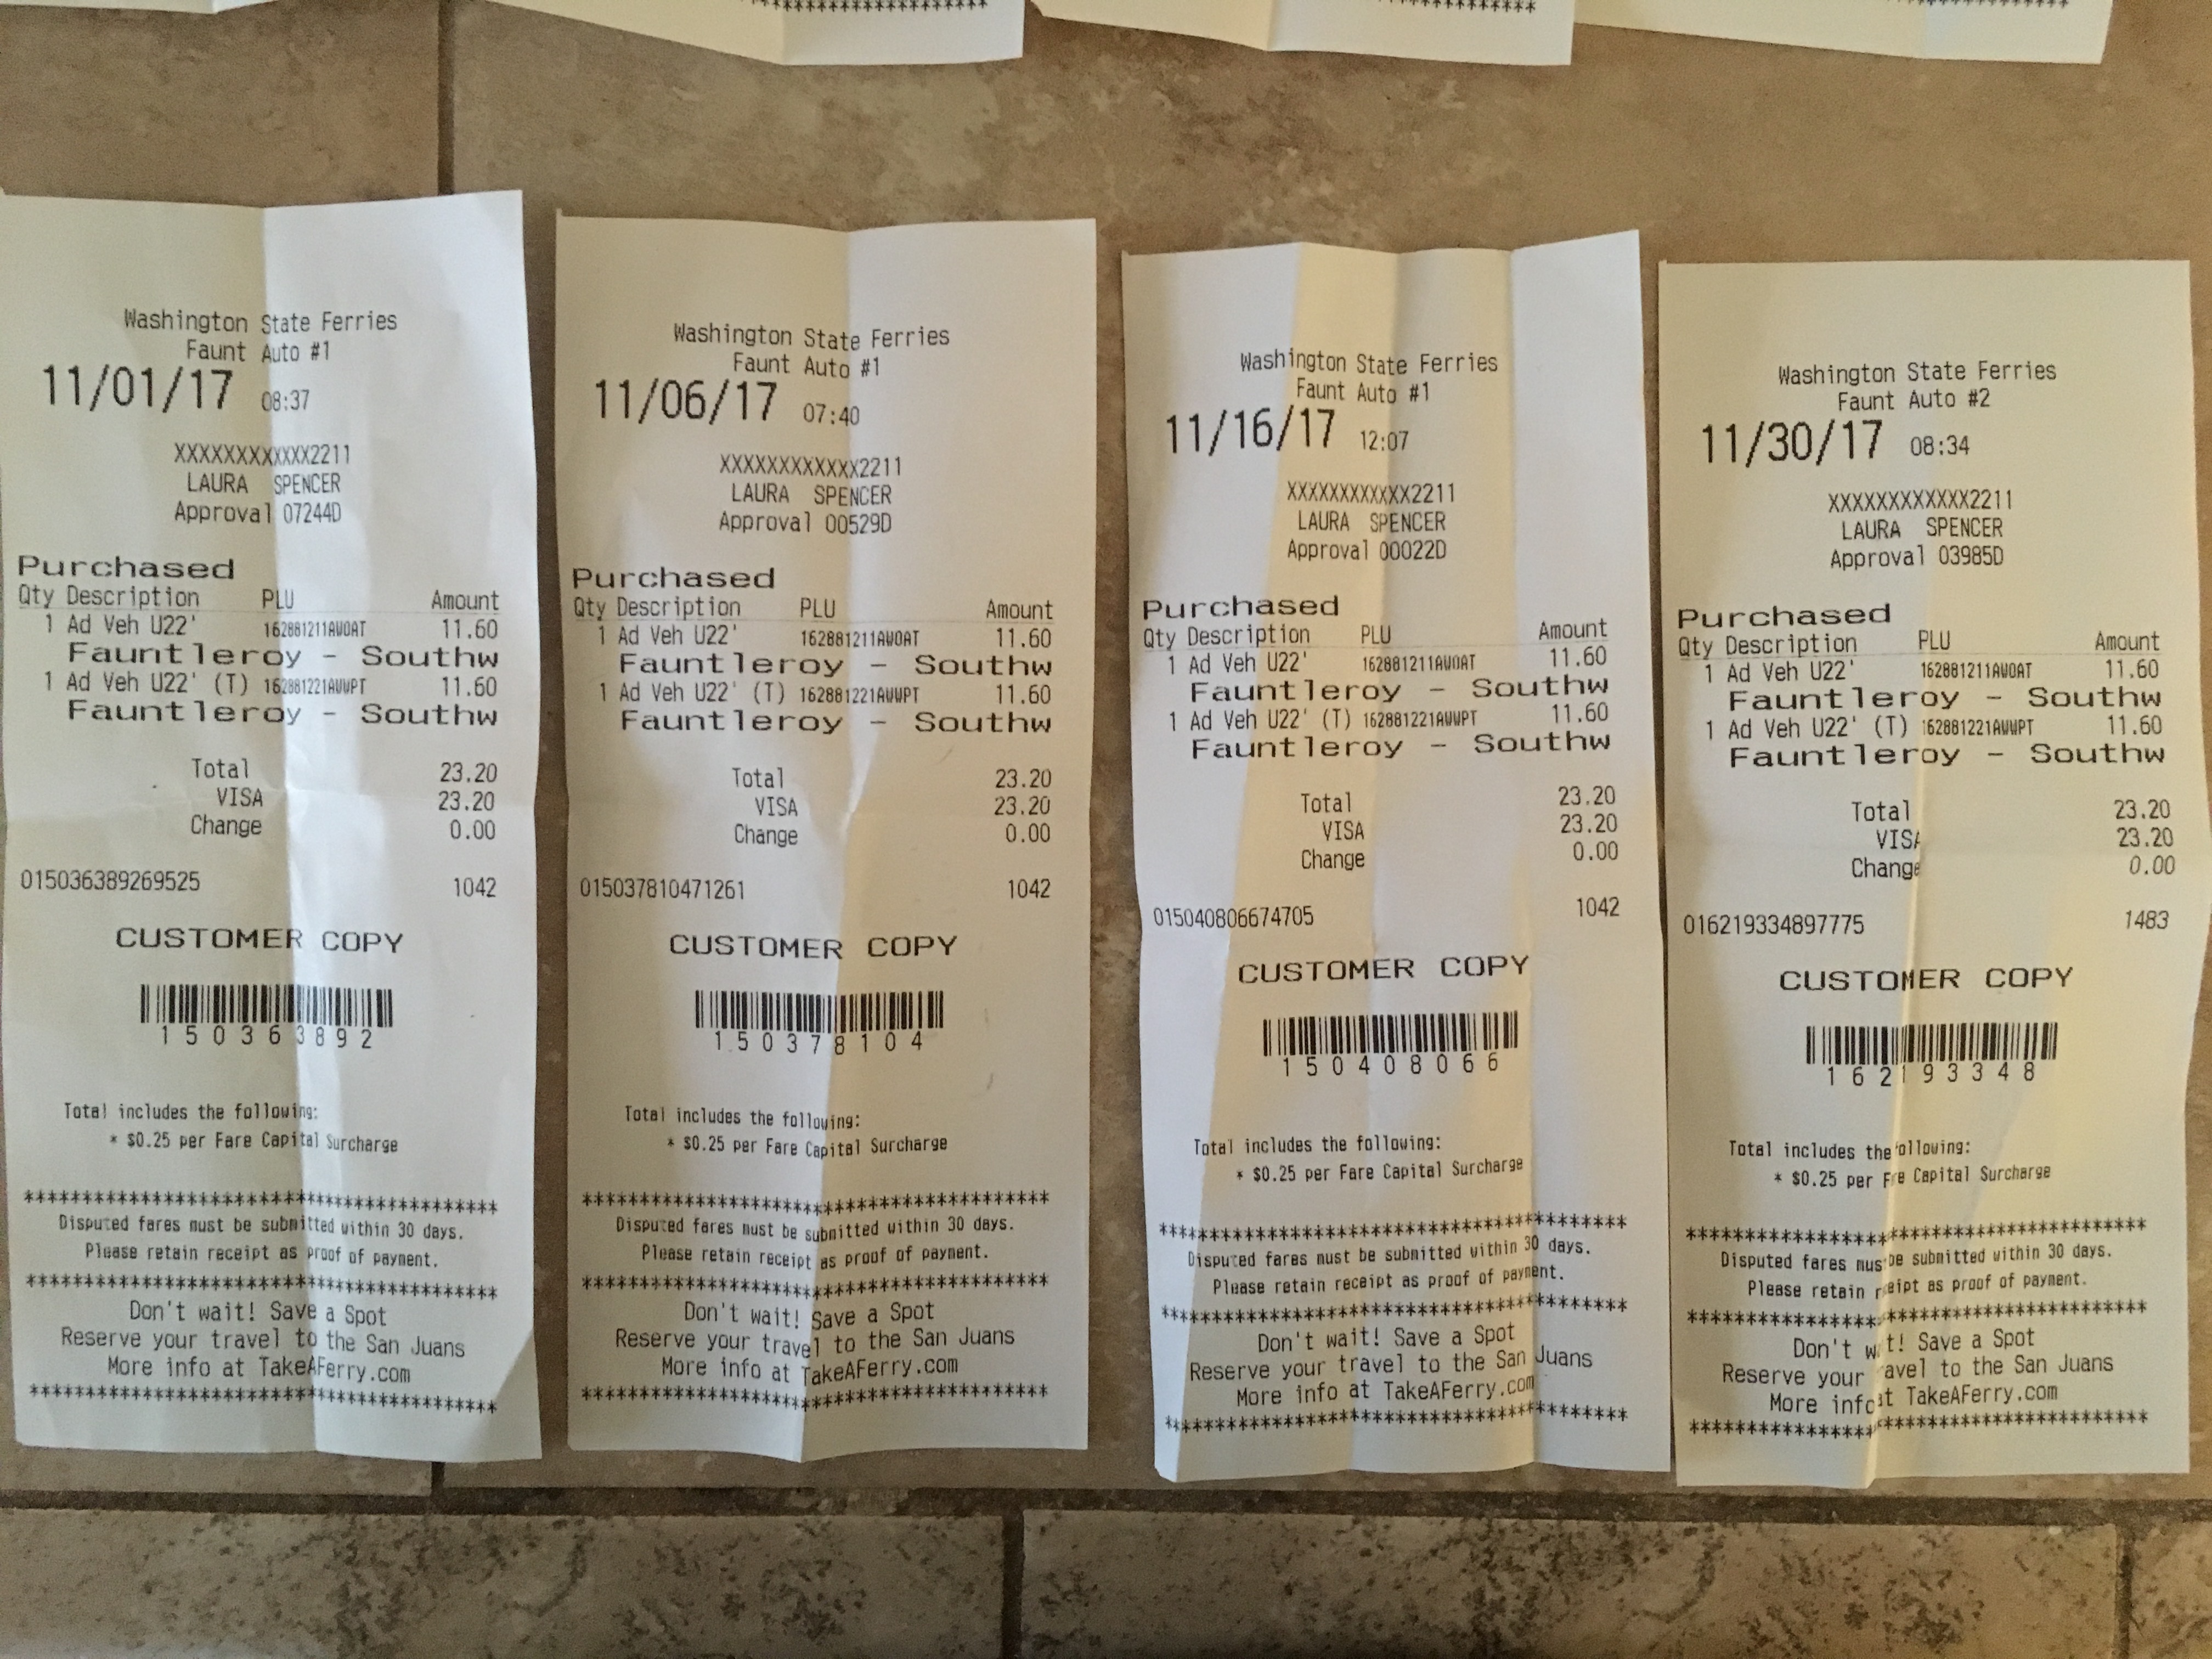 *******************
***************
*****************
Washington State Ferries
Faunt Auto #1
11/01/17 08:37
XXXXXXXXXXXX2211
LAURA SPENCER
Approval 07244D
Purchased
Qty Description PLU Amount
1 Ad Veh U22' 162881211AWOAT 11.60
Fauntleroy - Southw
1 Ad Veh U22' (T) 162881221AWWPT 11.60
Fauntleroy - Southw
Total 23.20
VISA 23.20
Change 0.00
015036389269525 1042
CUSTOMER COPY
150363892
Total includes the following:
* $0.25 per Fare Capital Surcharge
****************************************
Disputed fares must be submitted within 30 days.
Please retain receipt as proof of payment.
****************************************
Don't wait! Save a Spot
Reserve your travel to the San Juans
More info at TakeAFerry.com
****************************************
Washington State Ferries
Faunt Auto #1
11/06/17 07:40
XXXXXXXXXXXX2211
LAURA SPENCER
Approval 00529D
Purchased
Qty Description PLU Amount
1 Ad Veh U22' 162881211AWOAT 11.60
Fauntleroy - Southw
1 Ad Veh U22' (T) 162881221AWWPT 11.60
Fauntleroy - Southw
Total 23.20
VISA 23.20
Change 0.00
015037810471261 1042
CUSTOMER COPY
150378104
Total includes the following:
* $0.25 per Fare Capital Surcharge
****************************************
Disputed fares must be submitted within 30 days.
Please retain receipt as proof of payment.
****************************************
Don't wait! Save a Spot
Reserve your travel to the San Juans
More info at TakeAFerry.com
****************************************
Washington State Ferries
Faunt Auto #1
11/16/17 12:07
XXXXXXXXXXXX2211
LAURA SPENCER
Approval 00022D
Purchased
Qty Description PLU Amount
1 Ad Veh U22' 162881211AWOAT 11.60
Fauntleroy - Southw
1 Ad Veh U22' (T) 162881221AWWPT 11.60
Fauntleroy - Southw
Total 23.20
VISA 23.20
Change 0.00
015040806674705 1042
CUSTOMER COPY
150408066
Total includes the following:
* $0.25 per Fare Capital Surcharge
****************************************
Disputed fares must be submitted within 30 days.
Please retain receipt as proof of payment.
****************************************
Don't wait! Save a Spot
Reserve your travel to the San Juans
More info at TakeAFerry.com
****************************************
Washington State Ferries
Faunt Auto #2
11/30/17 08:34
XXXXXXXXXXXX2211
LAURA SPENCER
Approval 03985D
Purchased
Qty Description PLU Amount
1 Ad Veh U22' 162881211AWOAT 11.60
Fauntleroy - Southw
1 Ad Veh U22' (T) 162881221AWWPT 11.60
Fauntleroy - Southw
Total 23.20
VISA 23.20
Change 0.00
016219334897775 1483
CUSTOMER COPY
162193348
Total includes the following:
* $0.25 per Fare Capital Surcharge
****************************************
Disputed fares must be submitted within 30 days.
Please retain receipt as proof of payment.
****************************************
Don't wait! Save a Spot
Reserve your travel to the San Juans
More info at TakeAFerry.com
****************************************